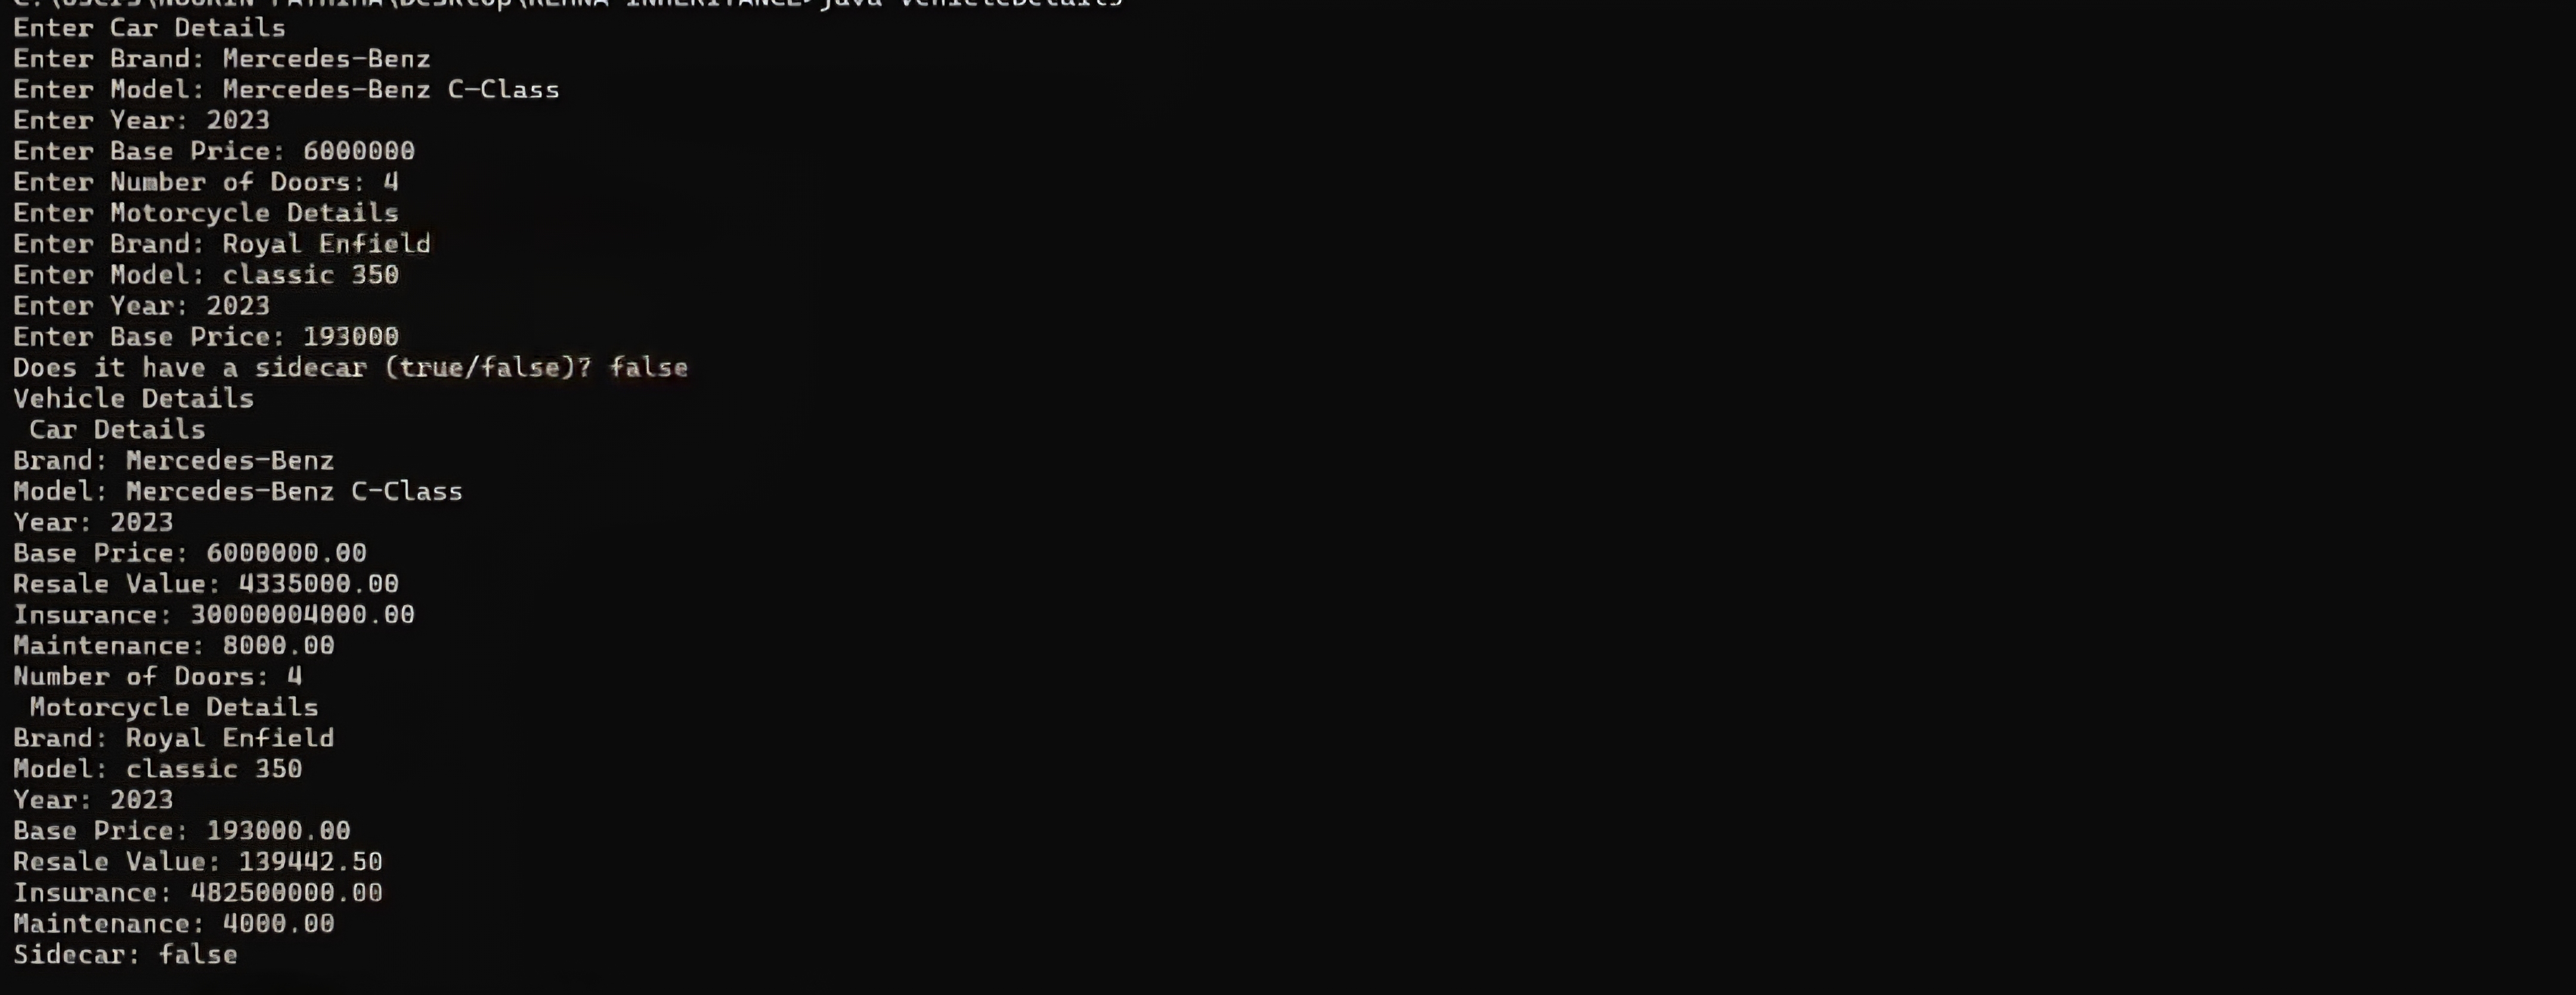 Enter Car Details
Enter Brand: Mercedes-Benz
Enter Model: Mercedes-Benz C-Class
Enter Year: 2023
Enter Base Price: 6000000
Enter Number of Doors: 4
Enter Motorcycle Details
Enter Brand: Royal Enfield
Enter Model: classic 350
Enter Year: 2023
Enter Base Price: 193000
Does it have a sidecar (true/false)? false
Vehicle Details
Car Details
Brand: Mercedes-Benz
Model: Mercedes-Benz C-Class
Year: 2023
Base Price: 6000000.00
Resale Value: 4335000.00
Insurance: 30000004000.00
Maintenance: 8000.00
Number of Doors: 4
Motorcycle Details
Brand: Royal Enfield
Model: classic 350
Year: 2023
Base Price: 193000.00
Resale Value: 139442.50
Insurance: 482500000.00
Maintenance: 4000.00
Sidecar: false